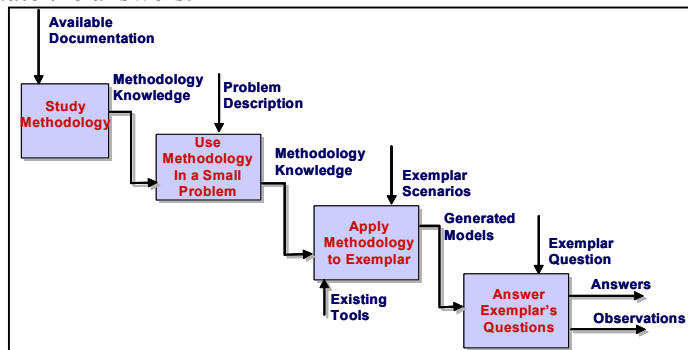 Available
Documentation
Methodology
Knowledge
Study
Methodology
Problem
Description
Use
Methodology
In a Small
Problem
Methodology
Knowledge
Exemplar
Scenarios
Apply
Methodology
to Exemplar
Generated
Models
Existing
Tools
Exemplar
Question
Answer
Exemplar's
Questions
Answers
Observations